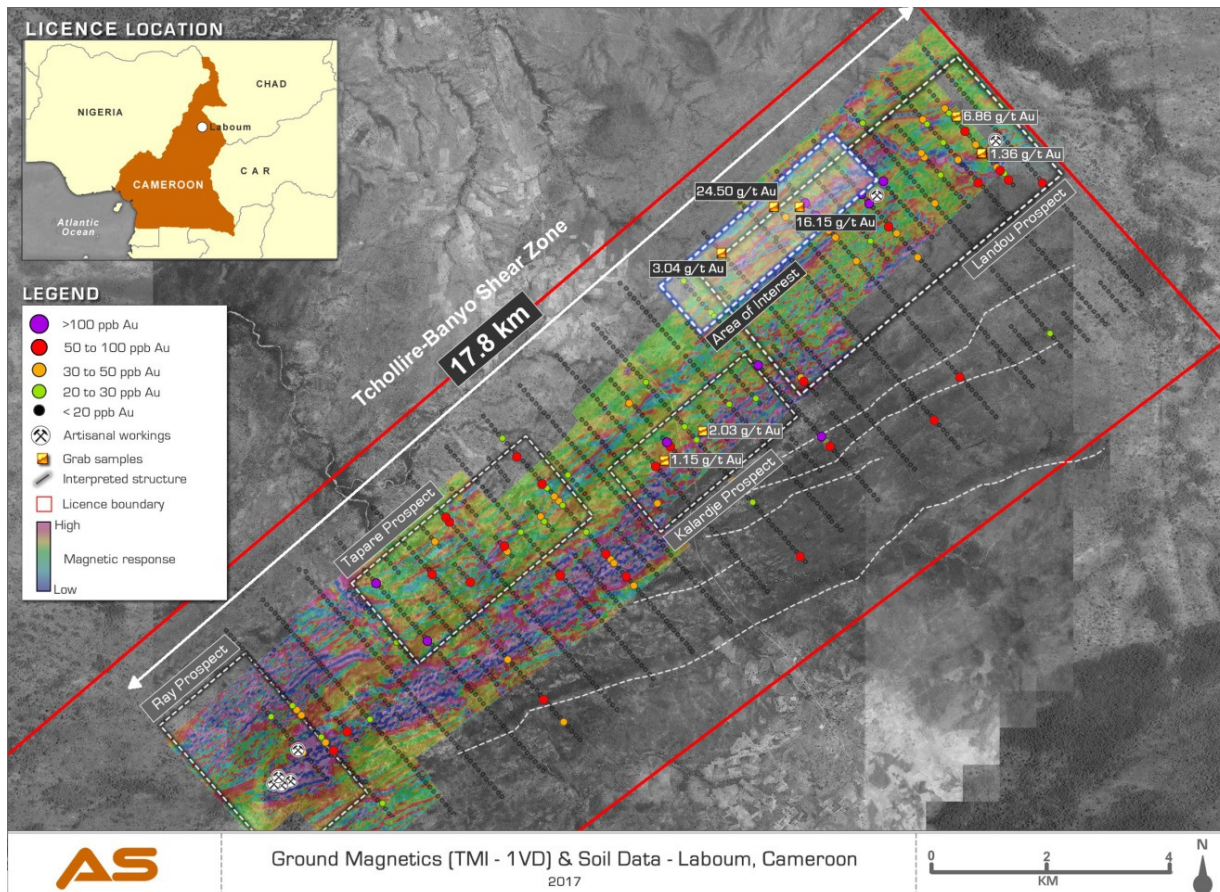 LICENCE LOCATION
NIGERIA
CHAD
Laboum
CAR
CAMEROON
Atlantic
Ocean
LEGEND
>100 ppb Au
50 to 100 ppb Au
30 to 50 ppb Au
20 to 30 ppb Au
< 20 ppb Au
Artisanal workings
Grab samples
Interpreted structure
Licence boundary
High
Magnetic response
Low
Tchollire-Banyo Shear Zone
17.8 km
6.86 g/t Au
1.36 g/t Au
24.50 g/t Au
16.15 g/t Au
3.04 g/t Au
Landou Prospect
Area of Interest
2.03 g/t Au
1.15 g/t Au
Kalardje Prospect
Tapare Prospect
Ray Prospect
AS
Ground Magnetics (TMI - 1VD) & Soil Data - Laboum, Cameroon
2017
0 2 4
KM
N